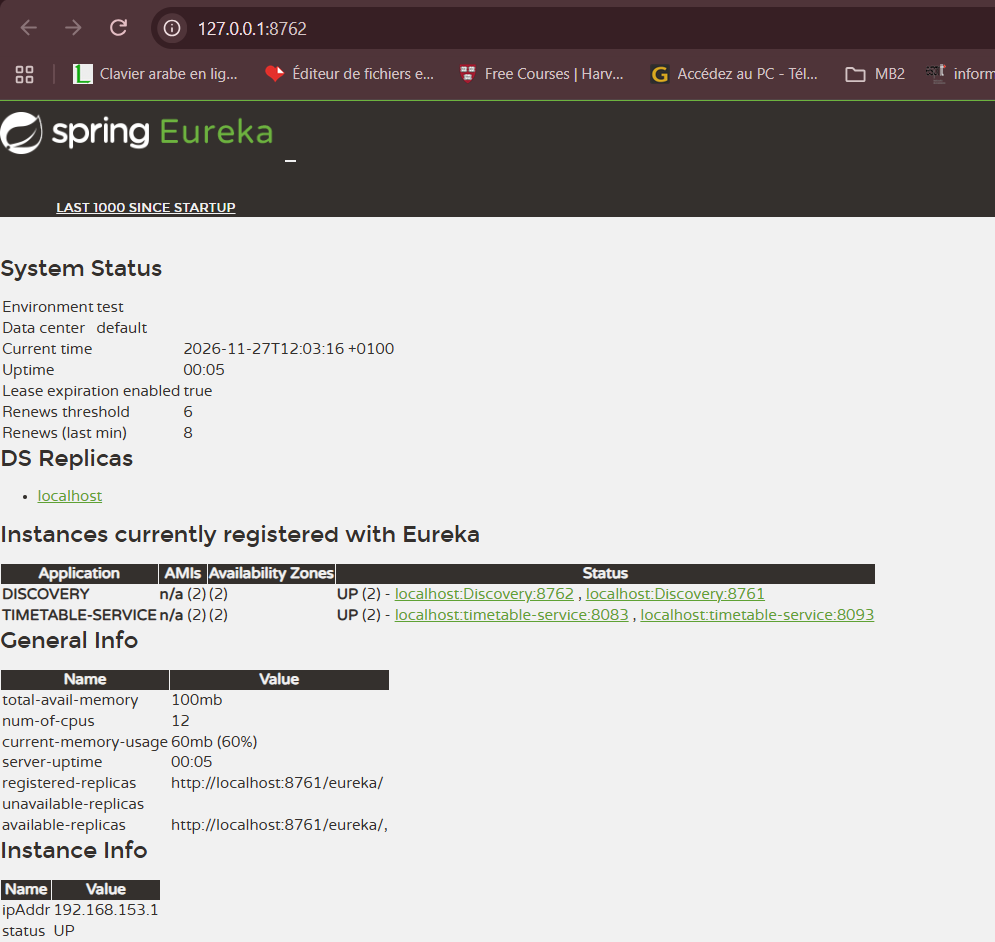 127.0.0.1:8762
Clavier arabe en lig... Éditeur de fichiers e... Free Courses | Harv... Accédez au PC - Tél... MB2 inform
spring Eureka
LAST 1000 SINCE STARTUP
System Status
Environment test
Data center default
Current time 2026-11-27T12:03:16 +0100
Uptime 00:05
Lease expiration enabled true
Renews threshold 6
Renews (last min) 8
DS Replicas
• localhost
Instances currently registered with Eureka
Application AMIs Availability Zones Status
DISCOVERY n/a (2) (2) UP (2) - localhost:Discovery:8762 , localhost:Discovery:8761
TIMETABLE-SERVICE n/a (2) (2) UP (2) - localhost:timetable-service:8083 , localhost:timetable-service:8093
General Info
Name Value
total-avail-memory 100mb
num-of-cpus 12
current-memory-usage 60mb (60%)
server-uptime 00:05
registered-replicas http://localhost:8761/eureka/
unavailable-replicas
available-replicas http://localhost:8761/eureka/,
Instance Info
Name Value
ipAddr 192.168.153.1
status UP